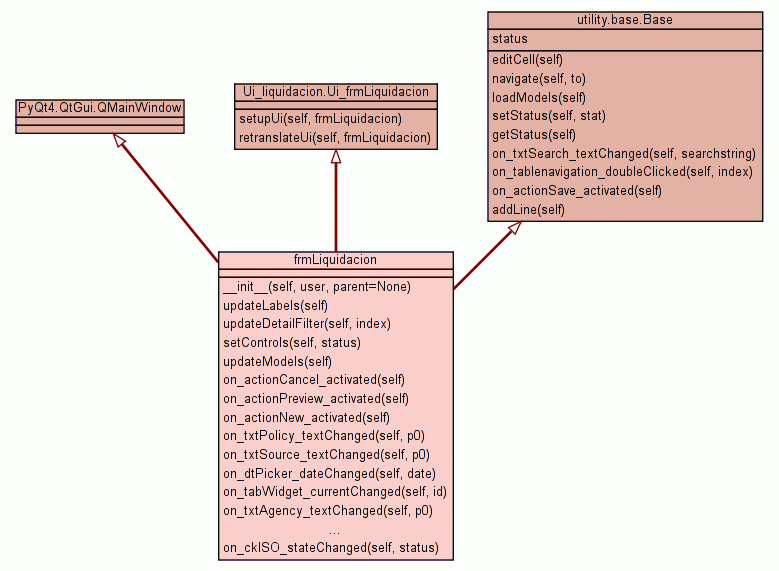 utility.base.Base
status
editCell(self)
navigate(self, to)
loadModels(self)
setStatus(self, stat)
getStatus(self)
on_txtSearch_textChanged(self, searchstring)
on_tablenavigation_doubleClicked(self, index)
on_actionSave_activated(self)
addLine(self)
Ui_liquidacion.Ui_frmLiquidacion
setupUi(self, frmLiquidacion)
retranslateUi(self, frmLiquidacion)
PyQt4.QtGui.QMainWindow
frmLiquidacion
__init__(self, user, parent=None)
updateLabels(self)
updateDetailFilter(self, index)
setControls(self, status)
updateModels(self)
on_actionCancel_activated(self)
on_actionPreview_activated(self)
on_actionNew_activated(self)
on_txtPolicy_textChanged(self, p0)
on_txtSource_textChanged(self, p0)
on_dtPicker_dateChanged(self, date)
on_tabWidget_currentChanged(self, id)
on_txtAgency_textChanged(self, p0)
...
on_ckISO_stateChanged(self, status)